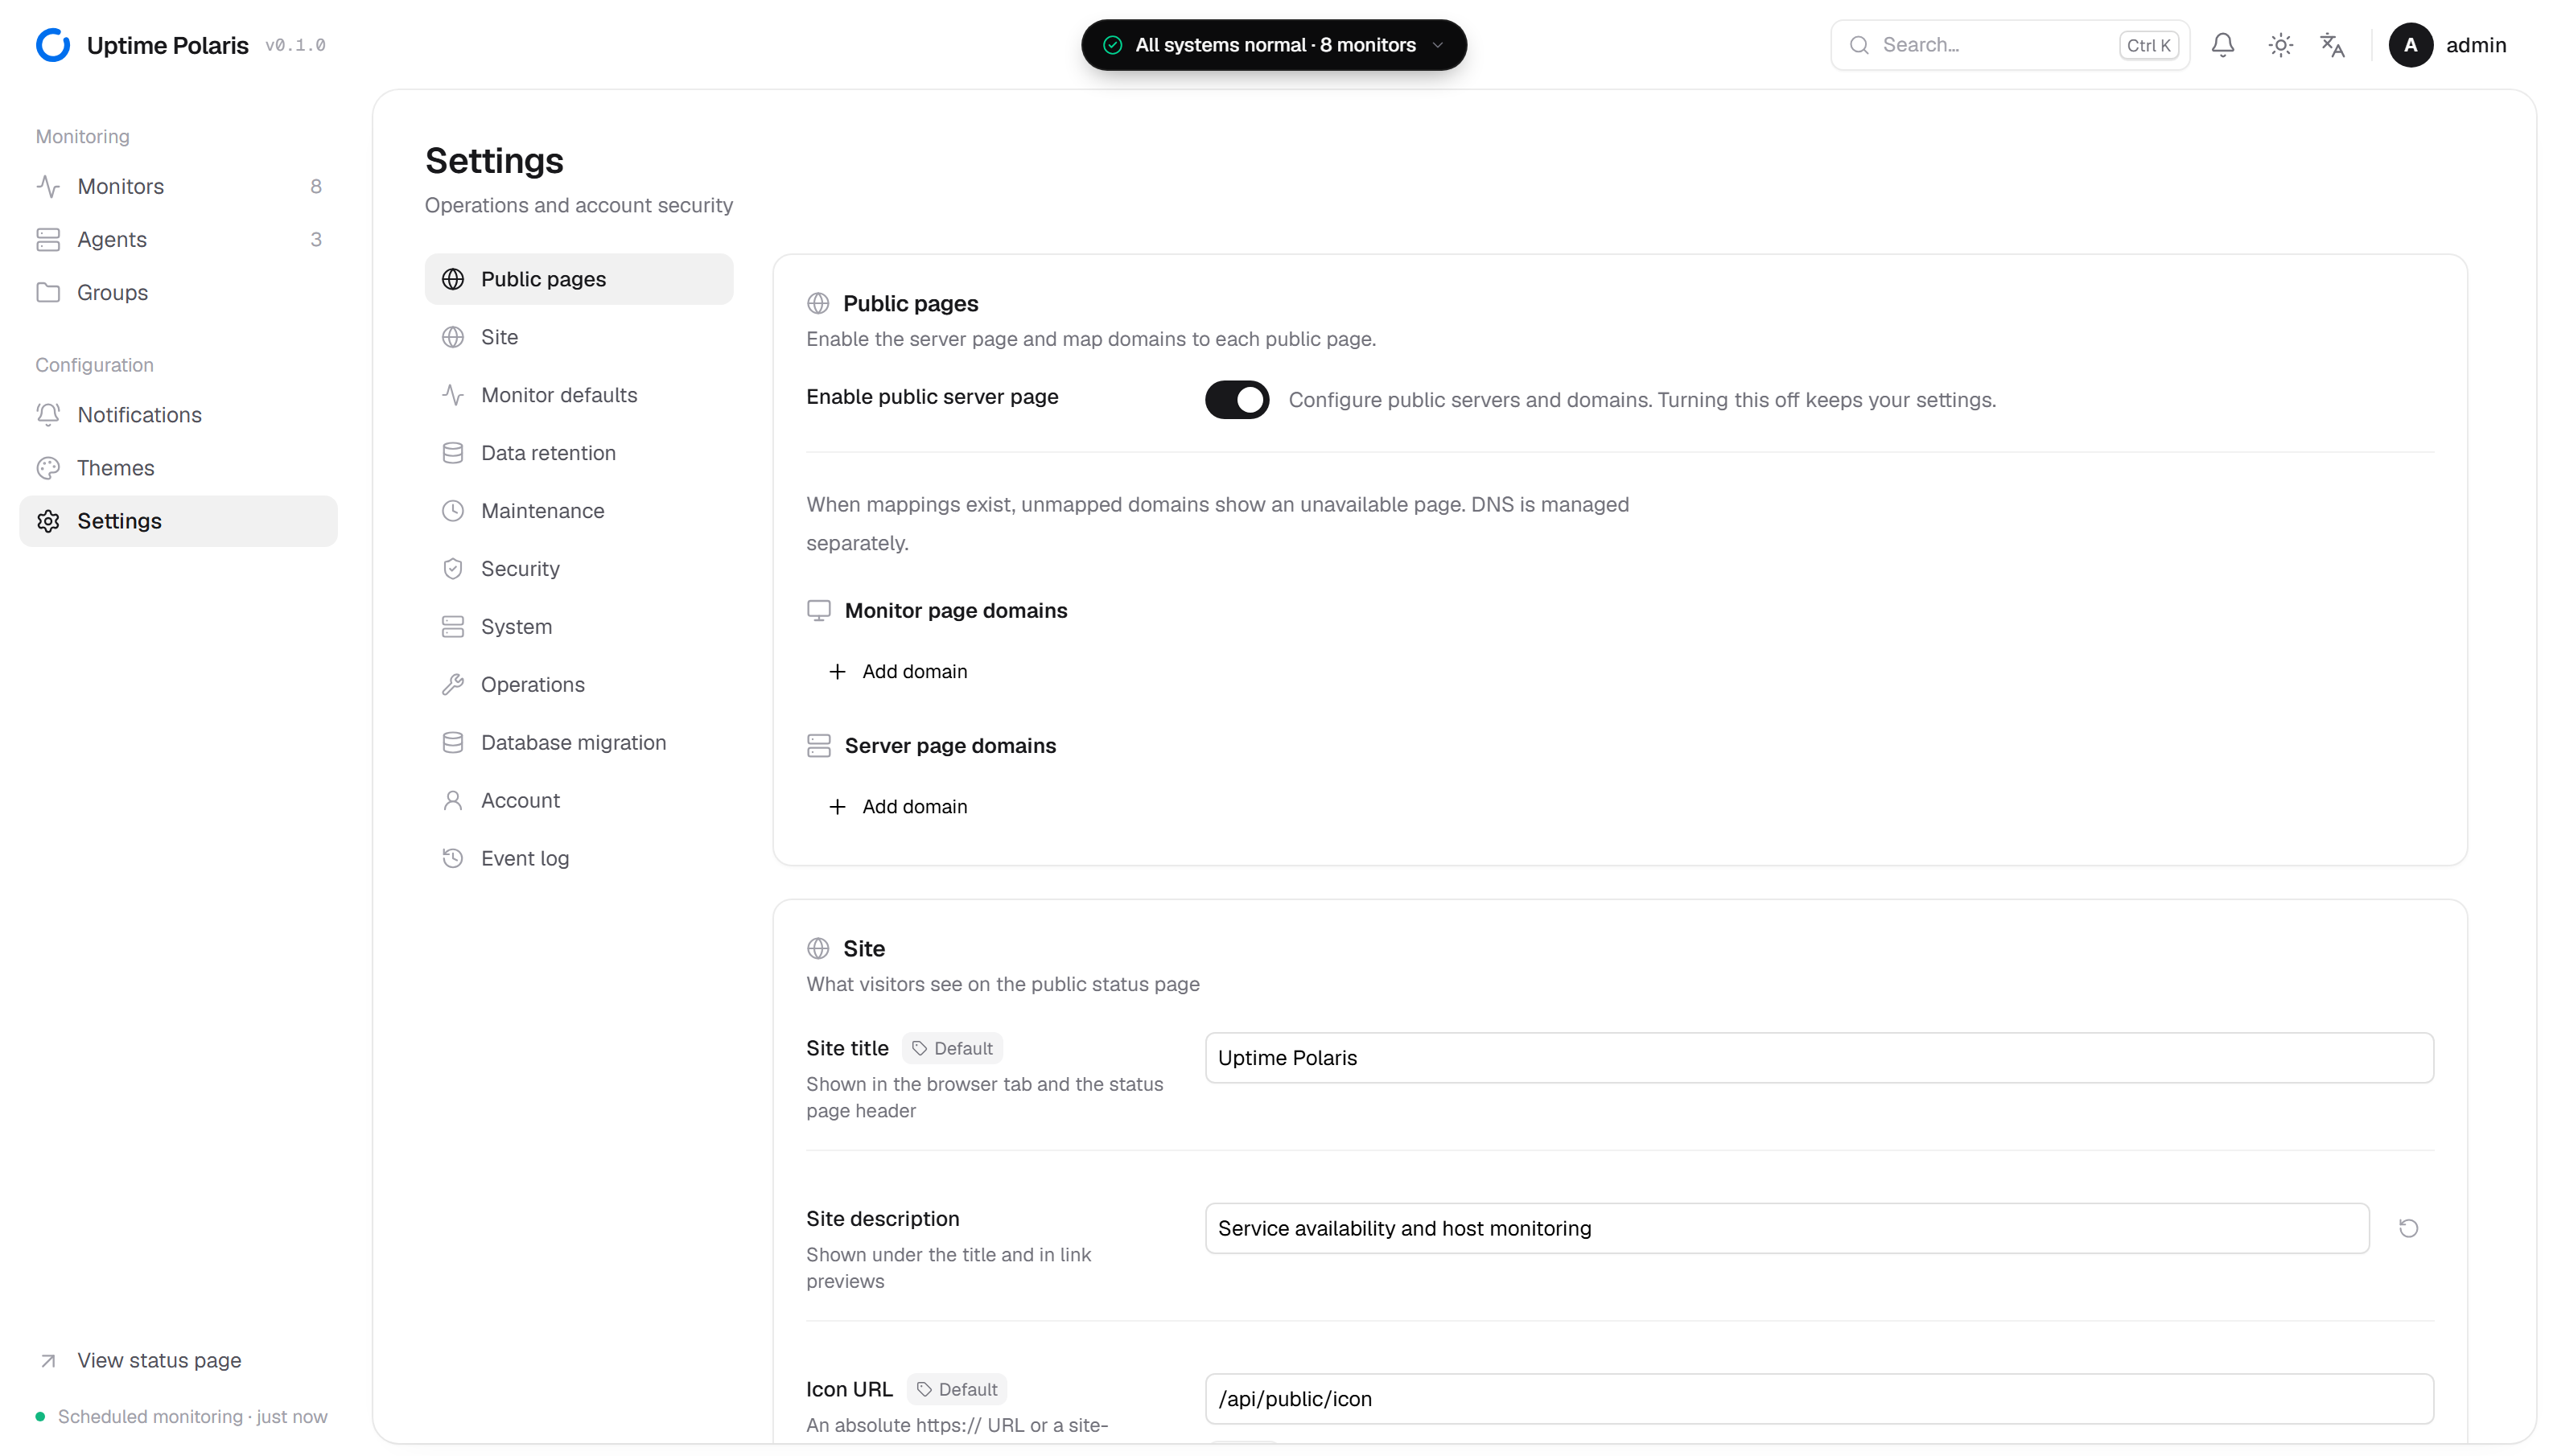 Uptime Polaris v0.1.0
All systems normal · 8 monitors
Search...
Ctrl K
A
admin
Monitoring
Monitors 8
Agents 3
Groups
Configuration
Notifications
Themes
Settings
View status page
Scheduled monitoring · just now
Settings
Operations and account security
Public pages
Site
Monitor defaults
Data retention
Maintenance
Security
System
Operations
Database migration
Account
Event log
Public pages
Enable the server page and map domains to each public page.
Enable public server page
Configure public servers and domains. Turning this off keeps your settings.
When mappings exist, unmapped domains show an unavailable page. DNS is managed
separately.
Monitor page domains
Add domain
Server page domains
Add domain
Site
What visitors see on the public status page
Site title Default
Shown in the browser tab and the status
page header
Uptime Polaris
Site description
Shown under the title and in link
previews
Service availability and host monitoring
Icon URL Default
An absolute https:// URL or a site-
/api/public/icon